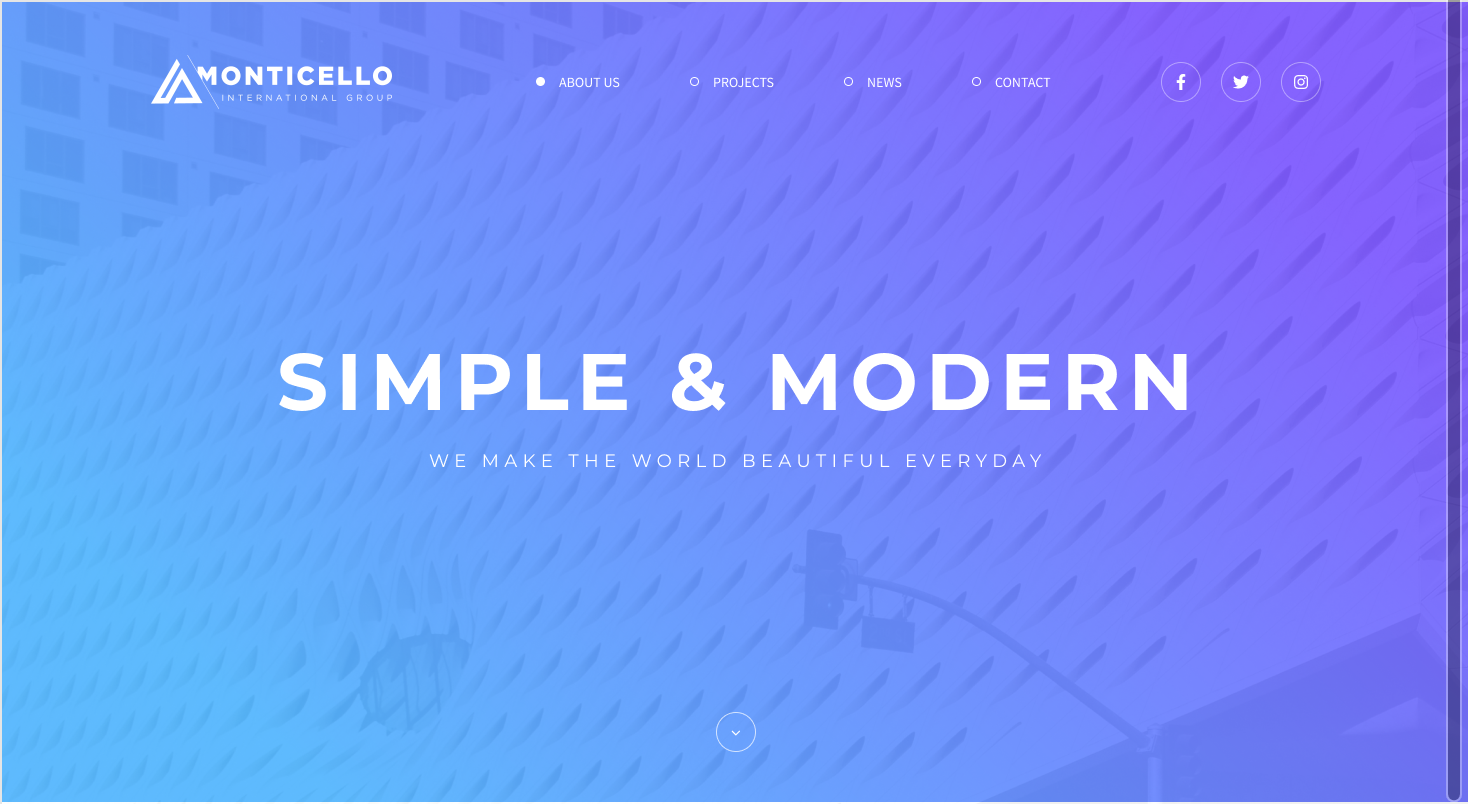 MONTICELLO
INTERNATIONAL GROUP
ABOUT US
PROJECTS
NEWS
CONTACT
SIMPLE & MODERN
WE MAKE THE WORLD BEAUTIFUL EVERYDAY